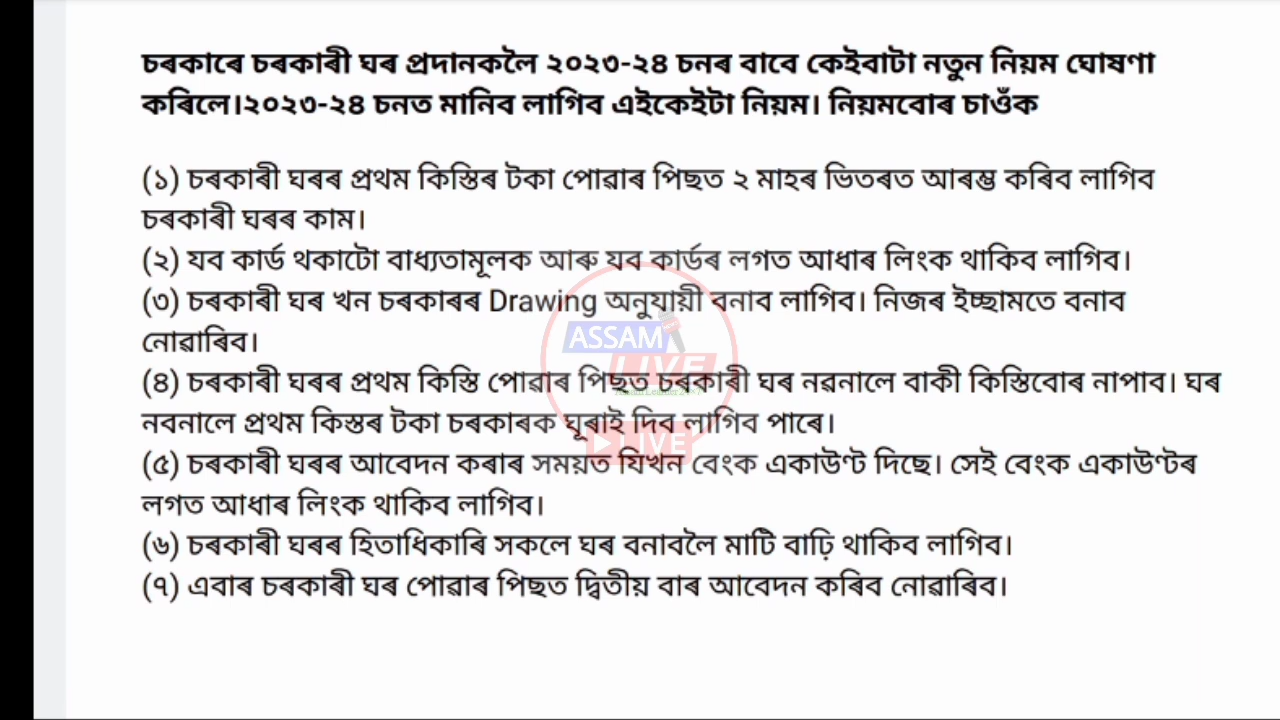 চৰকাৰে চৰকাৰী ঘৰ প্ৰদানকলৈ ২০২৩-২৪ চনৰ বাবে কেইবাটা নতুন নিয়ম ঘোষণা
কৰিলে।২০২৩-২৪ চনত মানিব লাগিব এইকেইটা নিয়ম। নিয়মবোৰ চাওঁক
(১) চৰকাৰী ঘৰৰ প্ৰথম কিস্তিৰ টকা পোৱাৰ পিছত ২ মাহৰ ভিতৰত আৰম্ভ কৰিব লাগিব
চৰকাৰী ঘৰৰ কাম।
(২) যব কাৰ্ড থকাটো বাধ্যতামূলক আৰু যব কাৰ্ডৰ লগত আধাৰ লিংক থাকিব লাগিব।
(৩) চৰকাৰী ঘৰ খন চৰকাৰৰ Drawing অনুযায়ী বনাব লাগিব। নিজৰ ইচ্ছামতে বনাব
নোৱাৰিব।
ASSAM
LIVE
(৪) চৰকাৰী ঘৰৰ প্ৰথম কিস্তি পোৱাৰ পিছত চৰকাৰী ঘৰ নৱনালে বাকী কিস্তিবোৰ নাপাব। ঘৰ
নবনালে প্ৰথম কিস্তৰ টকা চৰকাৰক ঘূৰাই দিব লাগিব পাৰে।
LIVE
(৫) চৰকাৰী ঘৰৰ আবেদন কৰাৰ সময়ত যিখন বেংক একাউণ্ট দিছে। সেই বেংক একাউণ্টৰ
লগত আধাৰ লিংক থাকিব লাগিব।
(৬) চৰকাৰী ঘৰৰ হিতাধিকাৰি সকলে ঘৰ বনাবলৈ মাটি বাঢ়ি থাকিব লাগিব।
(৭) এবাৰ চৰকাৰী ঘৰ পোৱাৰ পিছত দ্বিতীয় বাৰ আবেদন কৰিব নোৱাৰিব।